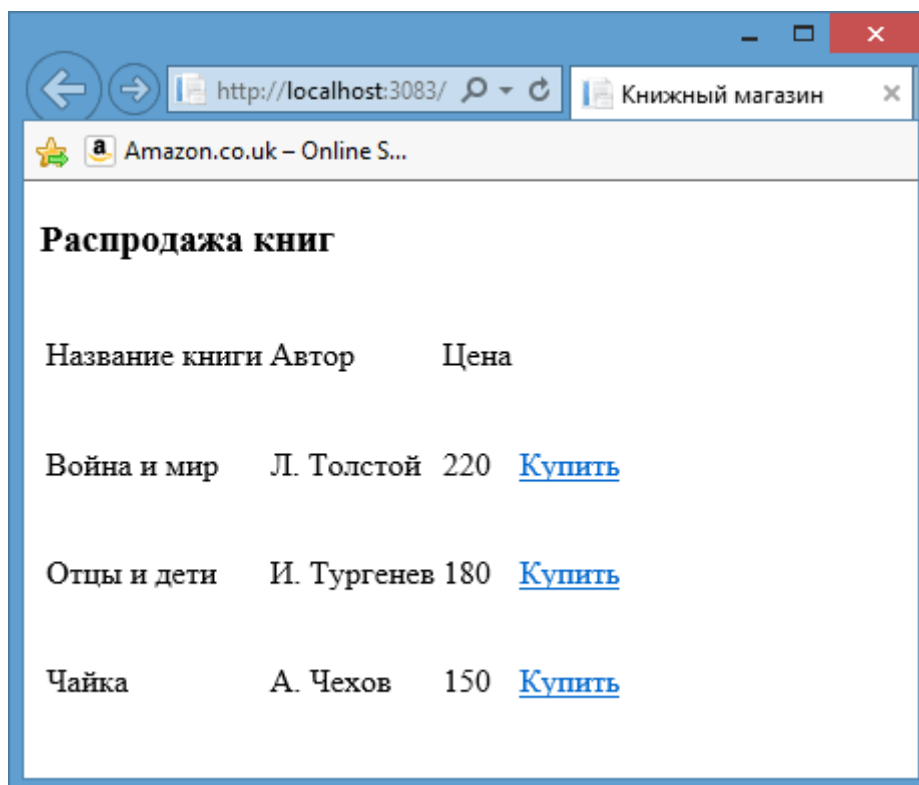 http://localhost:3083/
Книжный магазин
a Amazon.co.uk – Online S...
Распродажа книг
Название книги Автор Цена
Война и мир Л. Толстой 220 Купить
Отцы и дети И. Тургенев 180 Купить
Чайка А. Чехов 150 Купить